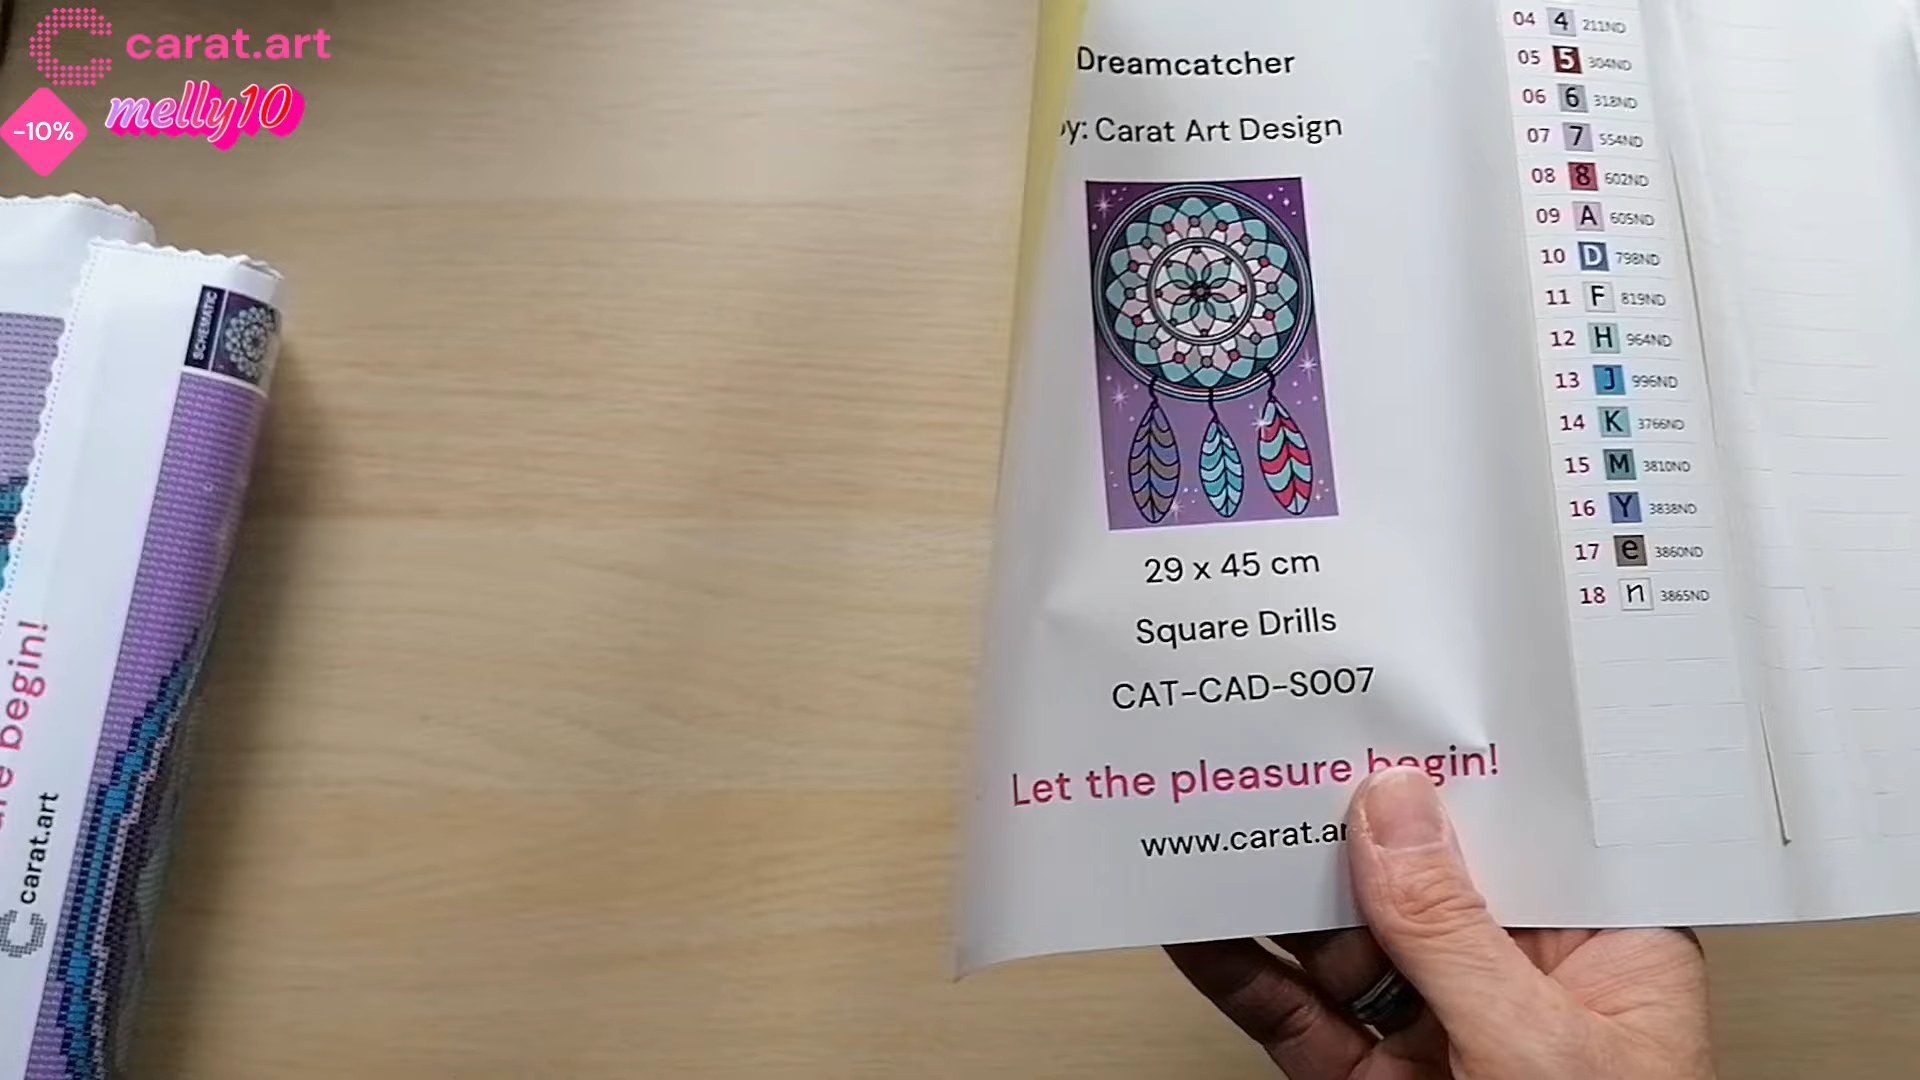 carat.art
melly10
-10%
SCHEMATIC
begin!
carat.art
Dreamcatcher
y: Carat Art Design
29 x 45 cm
Square Drills
CAT-CAD-S007
Let the pleasure begin!
www.carat.ar
04 4 211ND
05 5 304ND
06 6 318ND
07 7 554ND
08 8 602ND
09 A 605ND
10 D 798ND
11 F 819ND
12 H 964ND
13 J 996ND
14 K 3766ND
15 M 3810ND
16 Y 3838ND
17 e 3860ND
18 n 3865ND